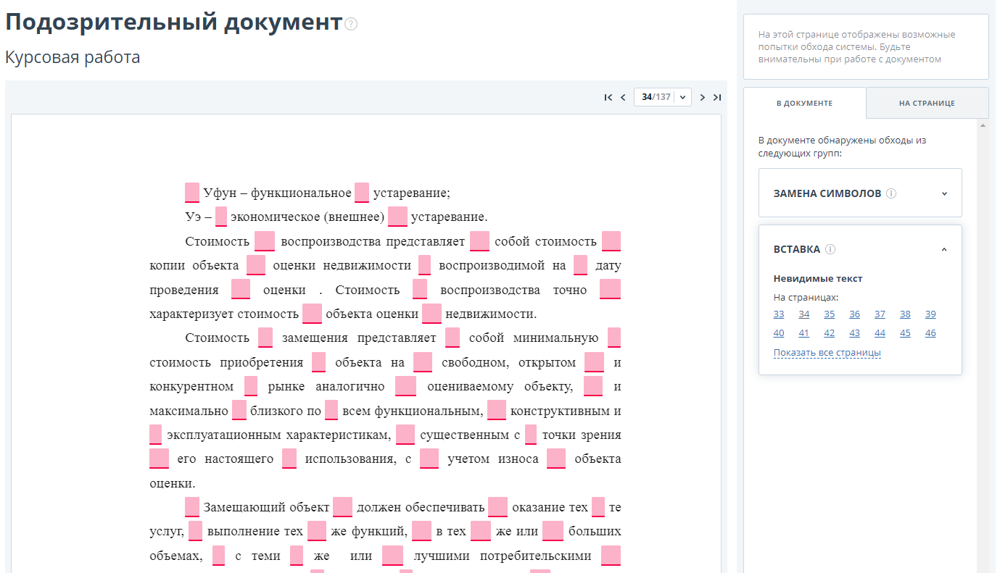 Подозрительный документ ?
Курсовая работа
34/137
Уфун – функциональное устаревание;
Уэ – экономическое (внешнее) устаревание.
Стоимость воспроизводства представляет собой стоимость
копии объекта оценки недвижимости воспроизводимой на дату
проведения оценки . Стоимость воспроизводства точно
характеризует стоимость объекта оценки недвижимости.
Стоимость замещения представляет собой минимальную
стоимость приобретения объекта на свободном, открытом и
конкурентном рынке аналогично оцениваемому объекту, и
максимально близкого по всем функциональным, конструктивным и
эксплуатационным характеристикам, существенным с точки зрения
его настоящего использования, с учетом износа объекта
оценки.
Замещающий объект должен обеспечивать оказание тех те
услуг, выполнение тех же функций, в тех же или больших
объемах, с теми же или лучшими потребительскими
На этой странице отображены возможные
попытки обхода системы. Будьте
внимательны при работе с документом
В ДОКУМЕНТЕ
НА СТРАНИЦЕ
В документе обнаружены обходы из
следующих групп:
ЗАМЕНА СИМВОЛОВ i
ВСТАВКА i
Невидимые текст
На страницах:
33 34 35 36 37 38 39
40 41 42 43 44 45 46
Показать все страницы